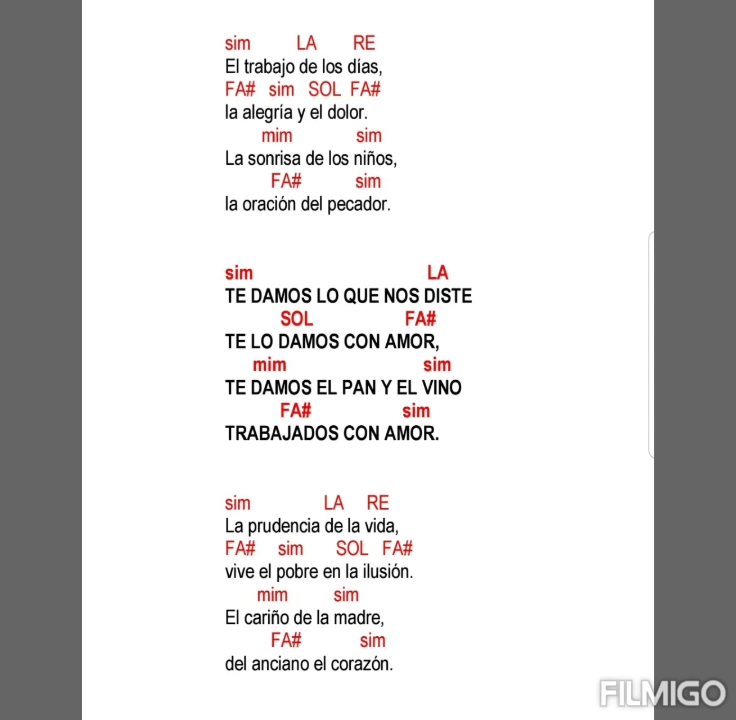 sim LA RE
El trabajo de los días,
FA# sim SOL FA#
la alegría y el dolor.
mim sim
La sonrisa de los niños,
FA# sim
la oración del pecador.
sim LA
TE DAMOS LO QUE NOS DISTE
SOL FA#
TE LO DAMOS CON AMOR,
mim sim
TE DAMOS EL PAN Y EL VINO
FA# sim
TRABAJADOS CON AMOR.
sim LA RE
La prudencia de la vida,
FA# sim SOL FA#
vive el pobre en la ilusión.
mim sim
El cariño de la madre,
FA# sim
del anciano el corazón.
FILMIGO